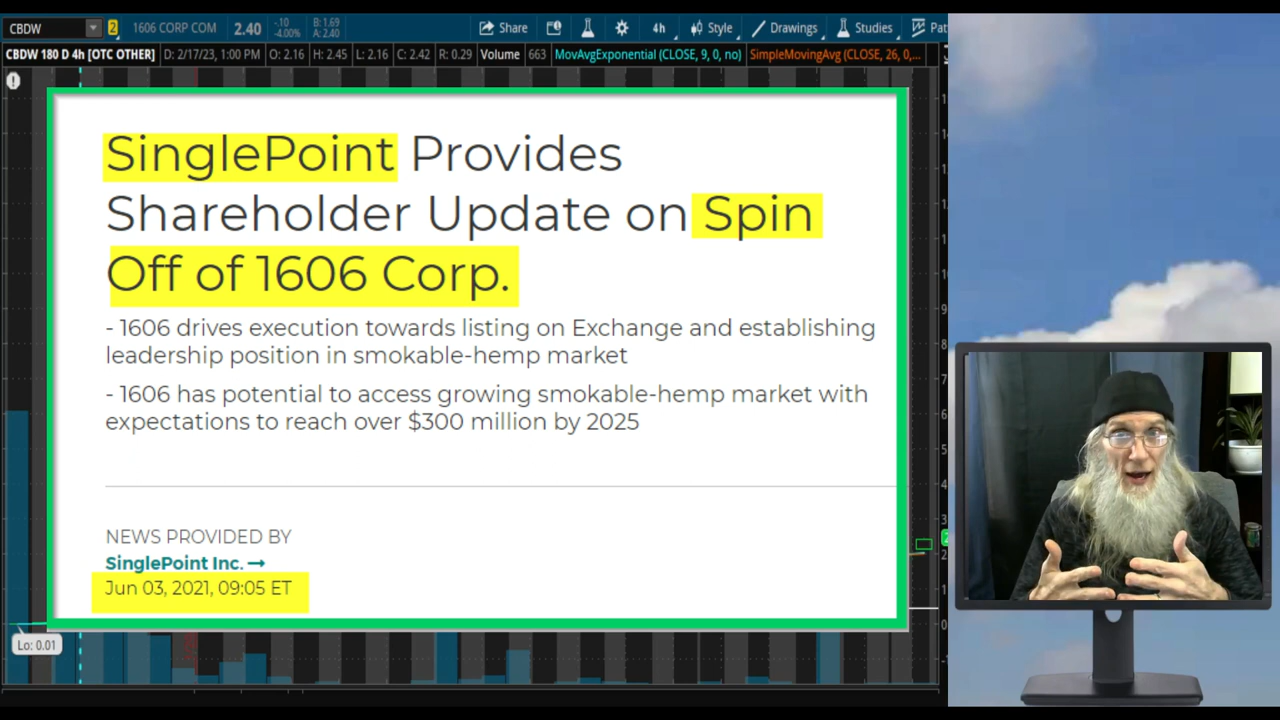 CBDW 2 1606 CORP COM 2.40 -.10 -4.00% B: 1.69 A: 2.40 Share 4h Style Drawings Studies Pat
CBDW 180 D 4h [OTC OTHER] D: 2/17/23, 1:00 PM O: 2.16 H: 2.45 L: 2.16 C: 2.42 R: 0.29 Volume 663 MovAvgExponential (CLOSE, 9, 0, no) SimpleMovingAvg (CLOSE, 26, 0,...
SinglePoint Provides
Shareholder Update on Spin
Off of 1606 Corp.
- 1606 drives execution towards listing on Exchange and establishing
leadership position in smokable-hemp market
- 1606 has potential to access growing smokable-hemp market with
expectations to reach over $300 million by 2025
NEWS PROVIDED BY
SinglePoint Inc.
Jun 03, 2021, 09:05 ET
Lo: 0.01